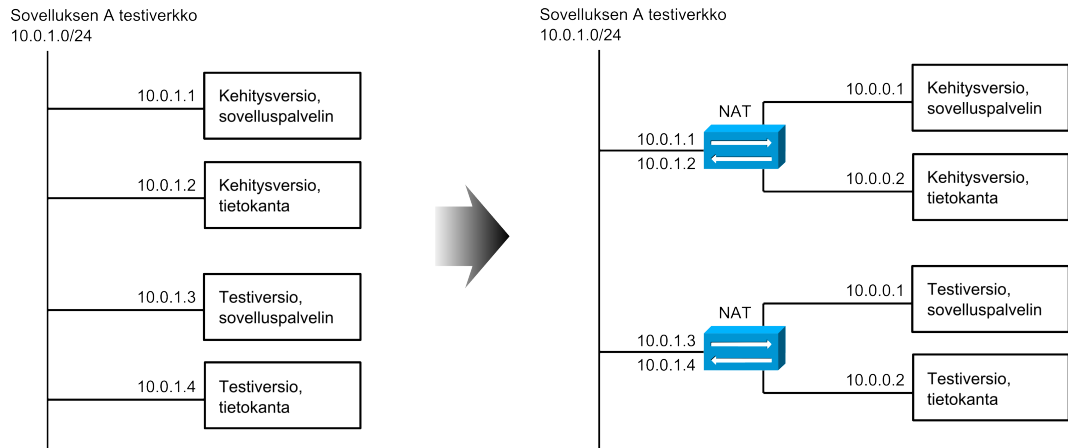 Sovelluksen A testiverkko
10.0.1.0/24
10.0.1.1
Kehitysversio,
sovelluspalvelin
10.0.1.2
Kehitysversio,
tietokanta
10.0.1.3
Testiversio,
sovelluspalvelin
10.0.1.4
Testiversio,
tietokanta
Sovelluksen A testiverkko
10.0.1.0/24
NAT
10.0.1.1
10.0.1.2
10.0.0.1
Kehitysversio,
sovelluspalvelin
10.0.0.2
Kehitysversio,
tietokanta
NAT
10.0.1.3
10.0.1.4
10.0.0.1
Testiversio,
sovelluspalvelin
10.0.0.2
Testiversio,
tietokanta